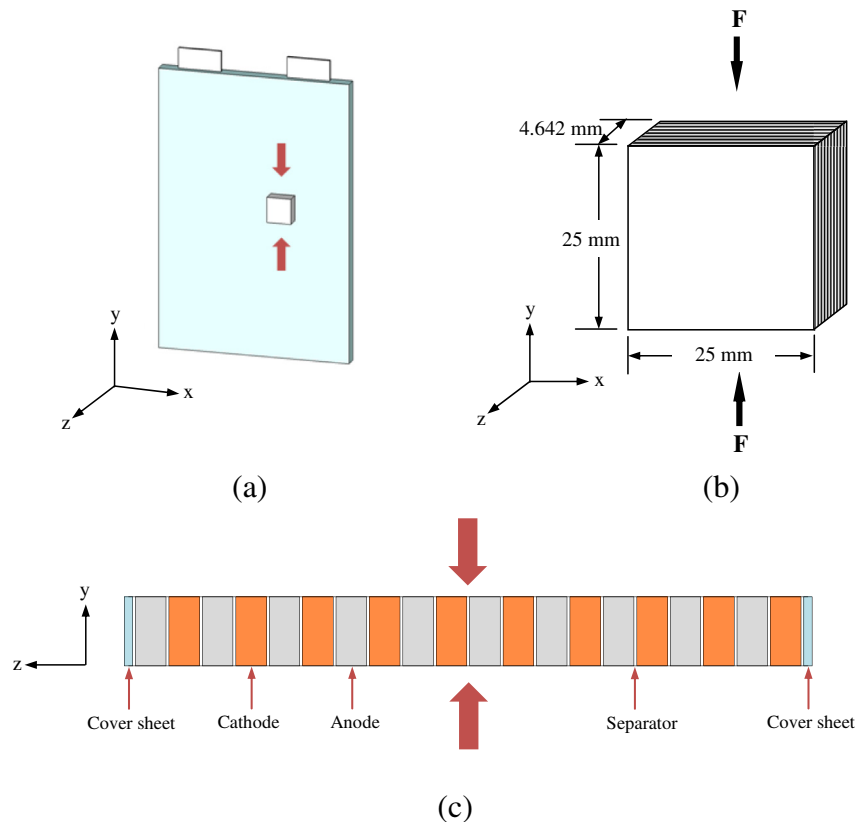 y
x
z
(a)
F
4.642 mm
25 mm
25 mm
y
x
z
F
(b)
y
z
Cover sheet
Cathode
Anode
Separator
Cover sheet
(c)